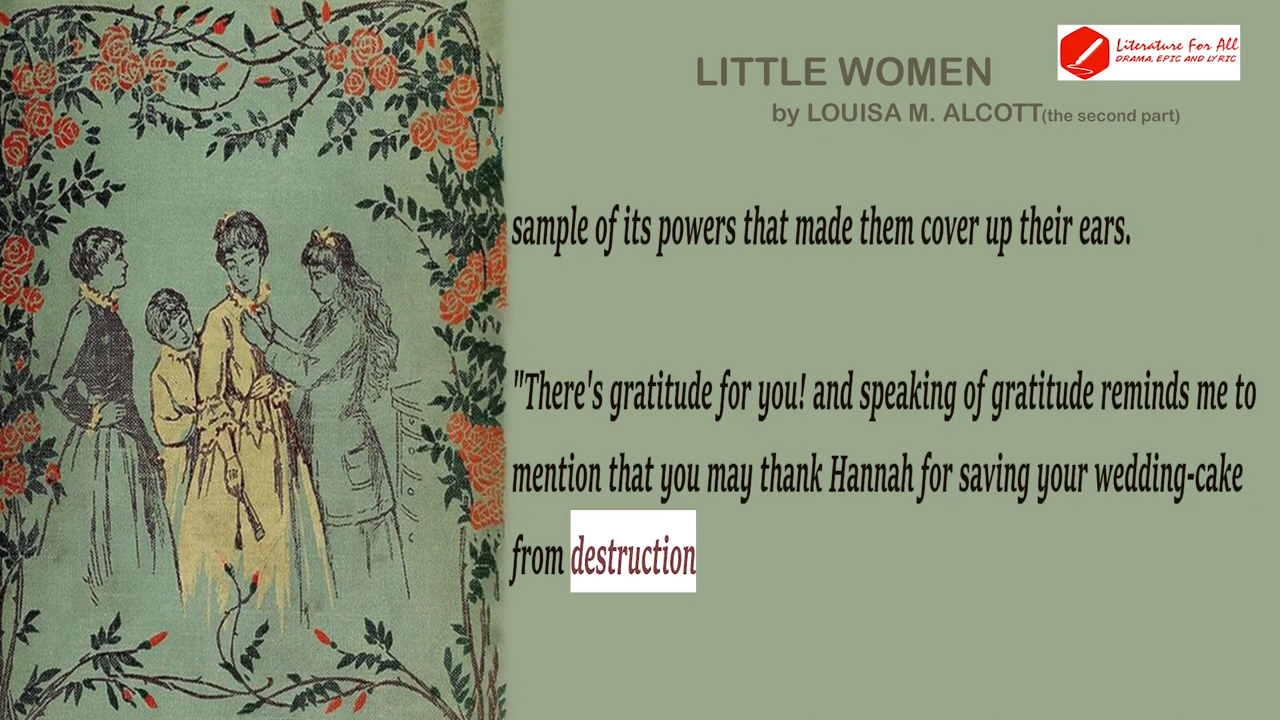 LITTLE WOMEN
by LOUISA M. ALCOTT(the second part)
Literature For All
DRAMA, EPIC AND LYRIC
sample of its powers that made them cover up their ears.
"There's gratitude for you! and speaking of gratitude reminds me to
mention that you may thank Hannah for saving your wedding-cake
from destruction